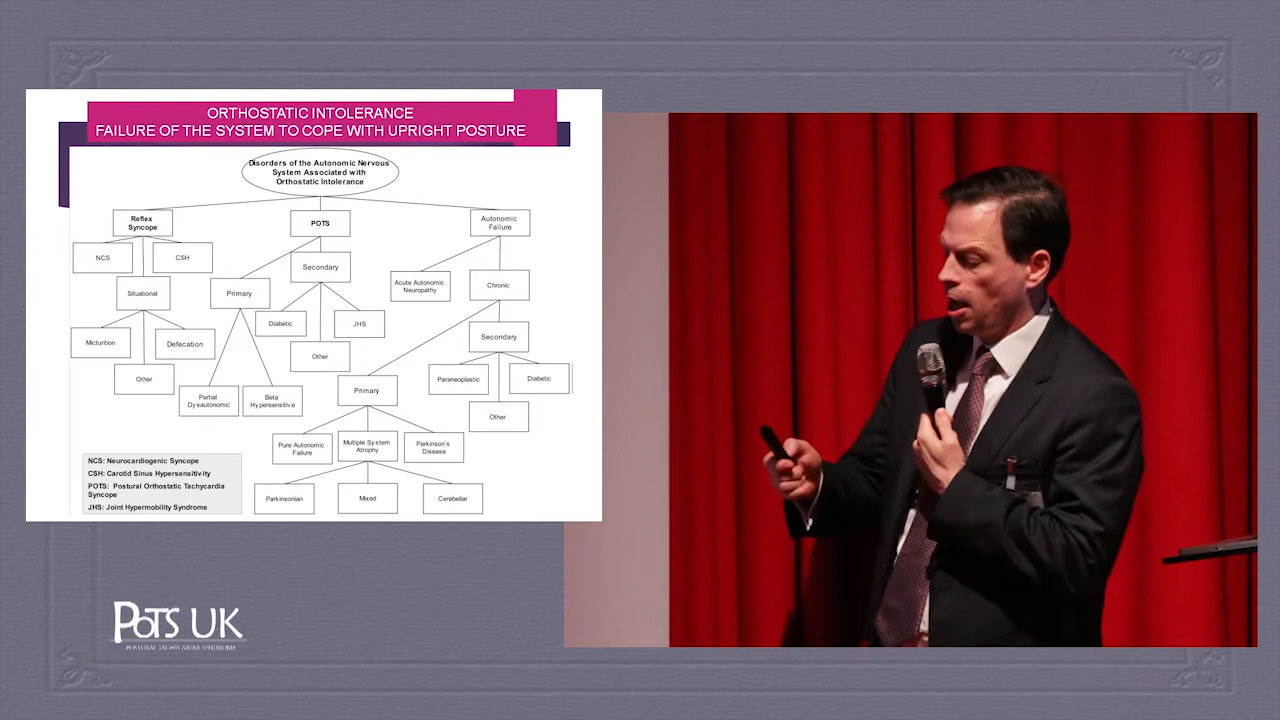 ORTHOSTATIC INTOLERANCE
FAILURE OF THE SYSTEM TO COPE WITH UPRIGHT POSTURE
Disorders of the Autonomic Nervous
System Associated with
Orthostatic Intolerance
Reflex
Syncope
POTS
Autonomic
Failure
NCS
CSH
Secondary
Acute Autonomic
Neuropathy
Chronic
Situational
Primary
Diabetic
JHS
Secondary
Micturition
Defecation
Other
Other
Paraneoplastic
Diabetic
Partial
Dysautonomic
Beta
Hypersensitive
Primary
Other
Pure Autonomic
Failure
Multiple System
Atrophy
Parkinson's
Disease
Parkinsonian
Mixed
Cerebellar
NCS: Neurocardiogenic Syncope
CSH: Carotid Sinus Hypersensitivity
POTS: Postural Orthostatic Tachycardia
Syncope
JHS: Joint Hypermobility Syndrome
PoTS UK
POSTURAL TACHYCARDIA SYNDROME